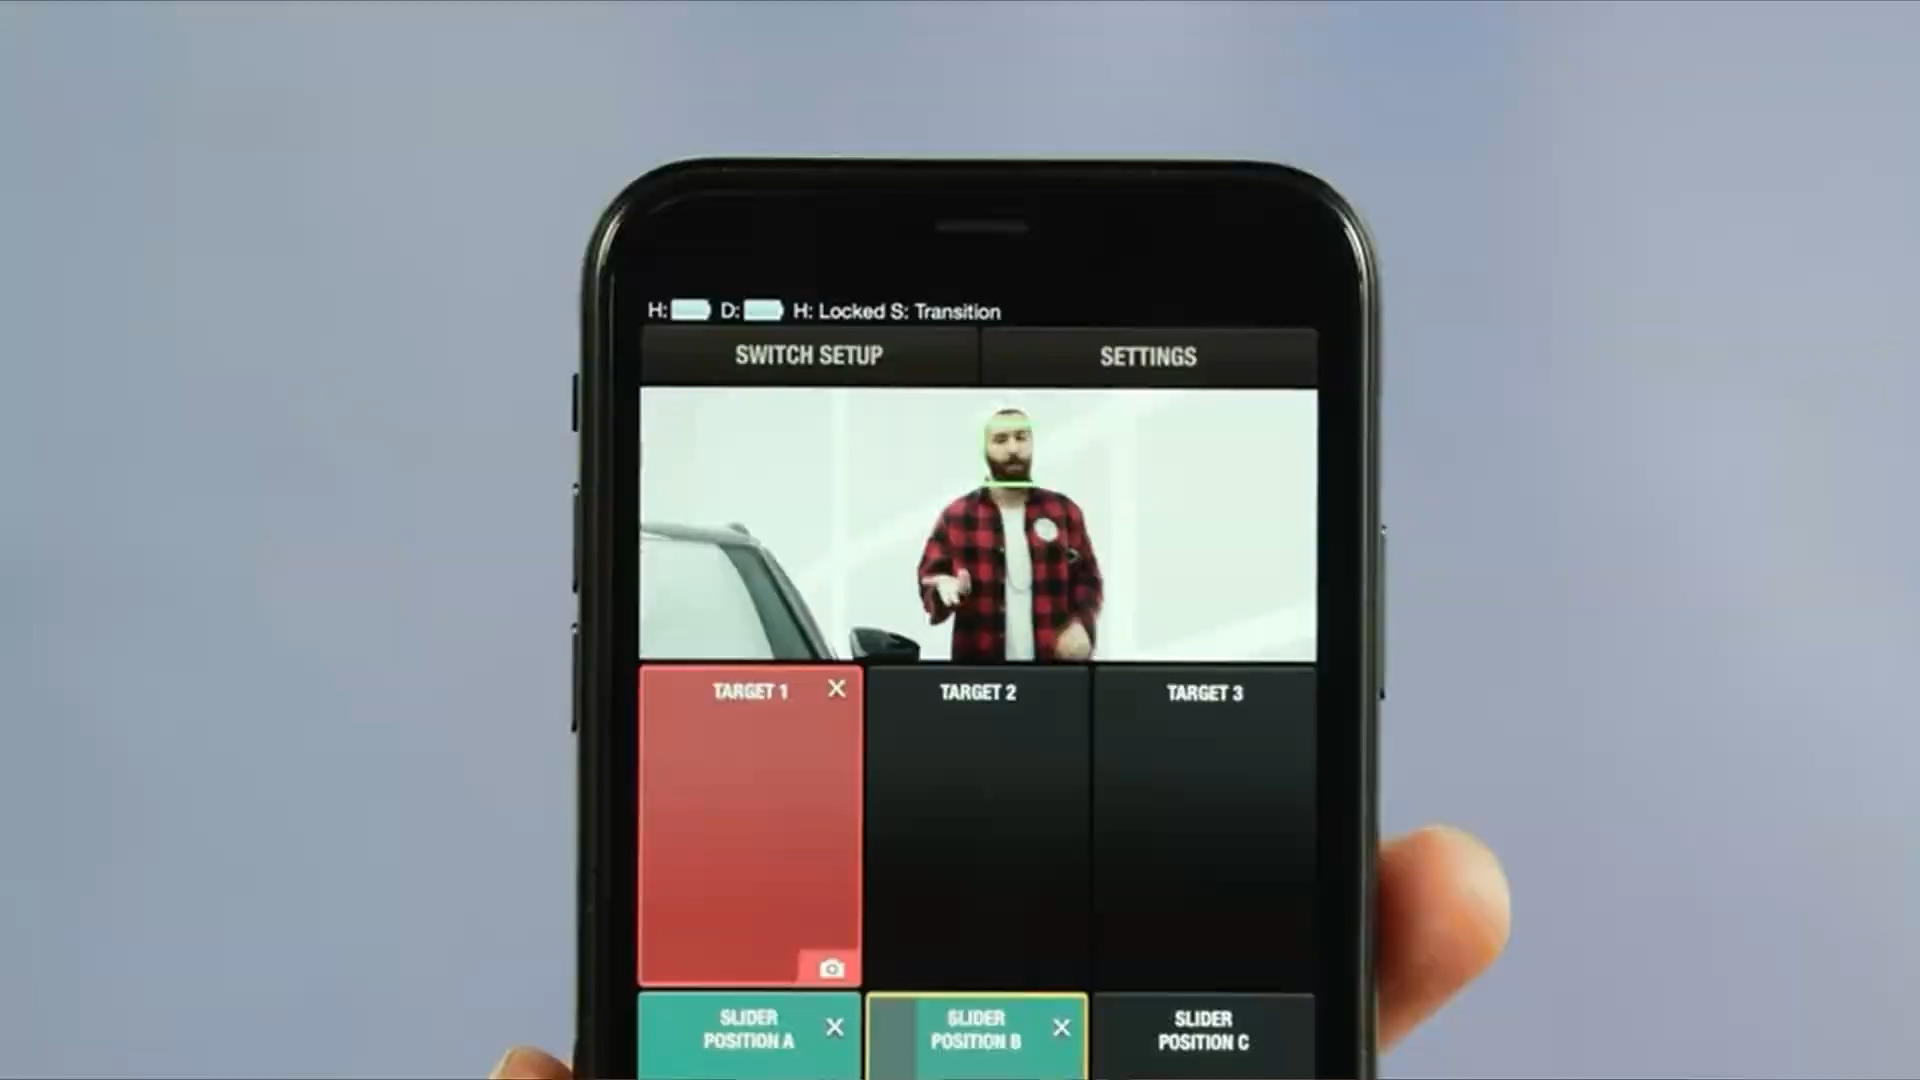 H: D: H: Locked S: Transition
SWITCH SETUP
SETTINGS
TARGET 1 X
TARGET 2
TARGET 3
SLIDER
POSITION A X
SLIDER
POSITION B X
SLIDER
POSITION C